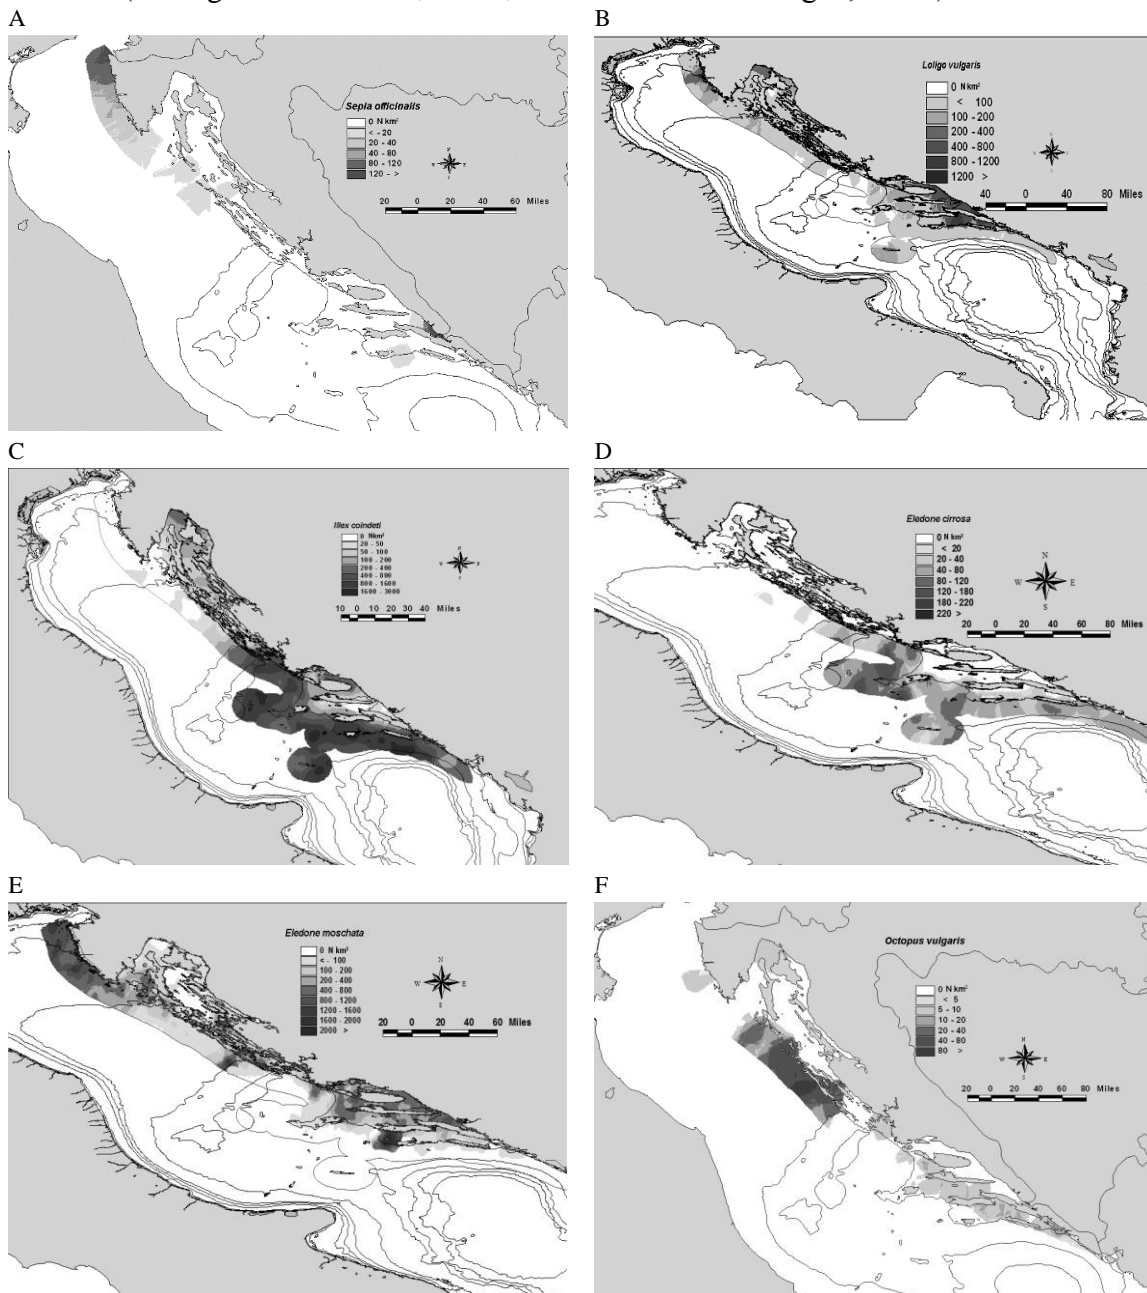 A
Sepia officinalis
0 N km²
< - 20
20 - 40
40 - 80
80 - 120
120 - >
20 0 20 40 60 Miles
B
Loligo vulgaris
0 N km²
< 100
100 - 200
200 - 400
400 - 800
800 - 1200
1200 >
40 0 40 80
Miles
C
Illex coindeti
0 Nkm²
20 - 50
50 - 100
100 - 200
200 - 400
400 - 800
800 - 1600
1600 - 3000
10 0 10 20 30 40 Miles
D
Eledone cirrosa
0 N km²
< 20
20 - 40
40 - 80
80 - 120
120 - 180
180 - 220
220 >
N
W E
S
20 0 20 40 60 80 Miles
E
Eledone moschata
0 N km²
< - 100
100 - 200
200 - 400
400 - 800
800 - 1200
1200 - 1600
1600 - 2000
2000 >
N
W E
S
20 0 20 40 60 Miles
F
Octopus vulgaris
0 N km²
< 5
5 - 10
10 - 20
20 - 40
40 - 80
80 >
20 0 20 40 60 80 Miles